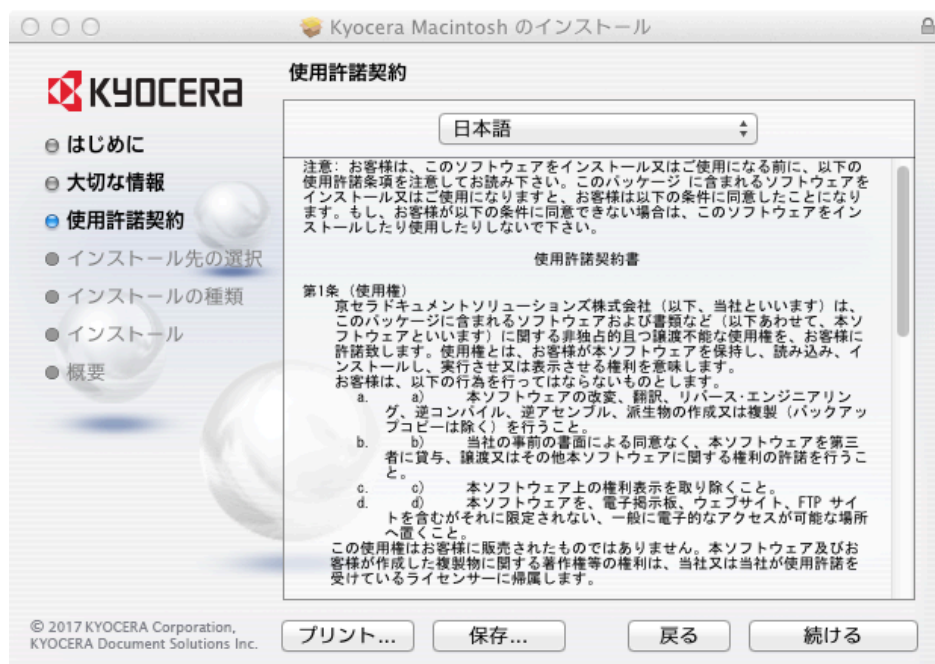 Kyocera Macintosh のインストール
KYOCERA
はじめに
大切な情報
使用許諾契約
インストール先の選択
インストールの種類
インストール
概要
使用許諾契約
日本語
注意: お客様は、このソフトウェアをインストール又はご使用になる前に、以下の
使用許諾条項を注意してお読み下さい。このパッケージ に含まれるソフトウェアを
インストール又はご使用になりますと、お客様は以下の条件に同意したことになり
ます。もし、お客様が以下の条件に同意できない場合は、このソフトウェアをイン
ストールしたり使用したりしないで下さい。
使用許諾契約書
第1条（使用権）
京セラドキュメントソリューションズ株式会社（以下、当社といいます）は、
このパッケージに含まれるソフトウェアおよび書類など（以下あわせて、本ソ
フトウェアといいます）に関する非独占的且つ譲渡不能な使用権を、お客様に
許諾致します。使用権とは、お客様が本ソフトウェアを保持し、読み込み、イ
ンストールし、実行させ又は表示させる権利を意味します。
お客様は、以下の行為を行ってはならないものとします。
a. a) 本ソフトウェアの改変、翻訳、リバース･エンジニアリン
グ、逆コンパイル、逆アセンブル、派生物の作成又は複製（バックアッ
プコピーは除く）を行うこと。
b. b) 当社の事前の書面による同意なく、本ソフトウェアを第三
者に貸与、譲渡又はその他本ソフトウェアに関する権利の許諾を行うこ
と。
c. c) 本ソフトウェア上の権利表示を取り除くこと。
d. d) 本ソフトウェアを、電子掲示板、ウェブサイト、FTP サイ
トを含むがそれに限定されない、一般に電子的なアクセスが可能な場所
へ置くこと。
この使用権はお客様に販売されたものではありません。本ソフトウェア及びお
客様が作成した複製物に関する著作権等の権利は、当社又は当社が使用許諾を
受けているライセンサーに帰属します。
© 2017 KYOCERA Corporation,
KYOCERA Document Solutions Inc.
プリント...
保存...
戻る
続ける